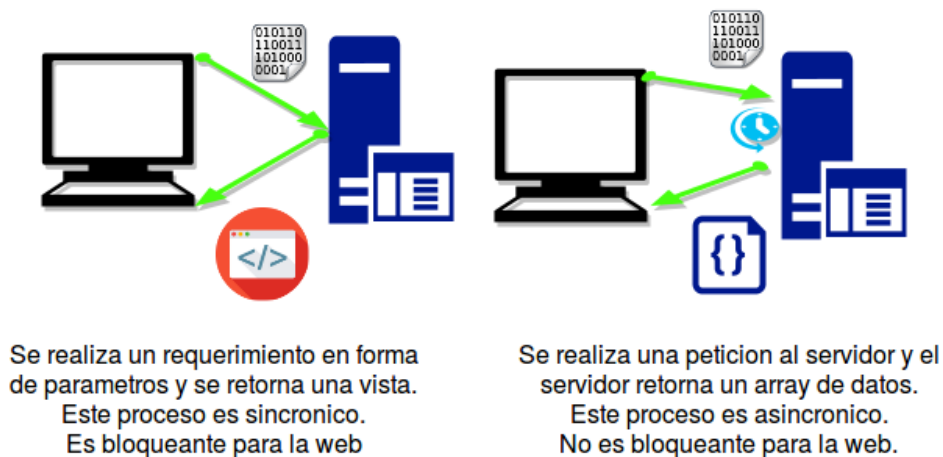 010110
110011
101000
0001
010110
110011
101000
0001
</>
{}
Se realiza un requerimiento en forma
de parametros y se retorna una vista.
Este proceso es sincronico.
Es bloqueante para la web
Se realiza una peticion al servidor y el
servidor retorna un array de datos.
Este proceso es asincronico.
No es bloqueante para la web.